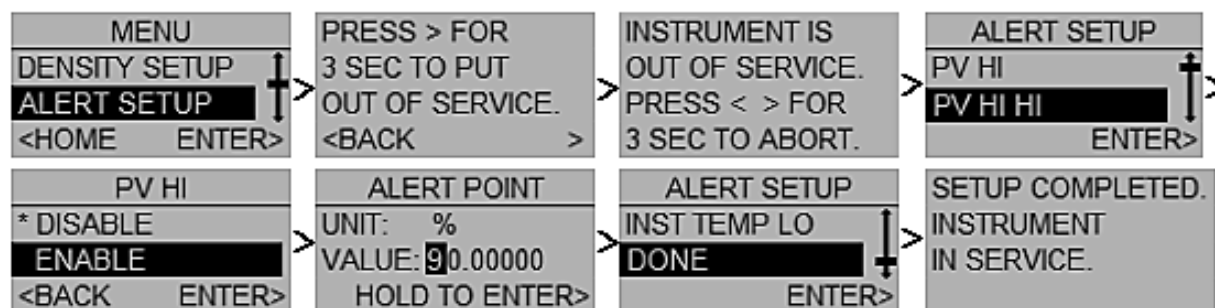 MENU
DENSITY SETUP
ALERT SETUP
<HOME ENTER>
PRESS > FOR
3 SEC TO PUT
OUT OF SERVICE.
<BACK >
INSTRUMENT IS
OUT OF SERVICE.
PRESS < > FOR
3 SEC TO ABORT.
ALERT SETUP
PV HI
PV HI HI
ENTER>
PV HI
* DISABLE
ENABLE
<BACK ENTER>
ALERT POINT
UNIT: %
VALUE: 90.00000
HOLD TO ENTER>
ALERT SETUP
INST TEMP LO
DONE
ENTER>
SETUP COMPLETED.
INSTRUMENT
IN SERVICE.